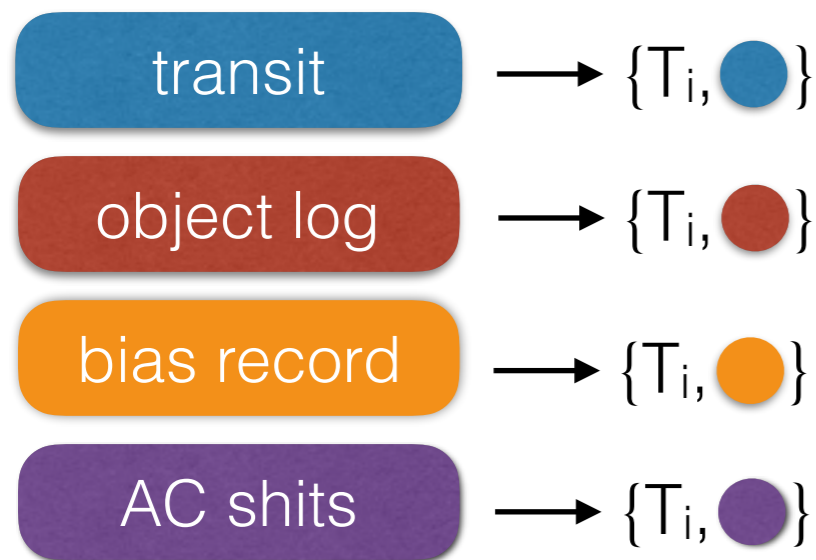 transit {Ti, }
object log {Ti, }
bias record {Ti, }
AC shits {Ti, }